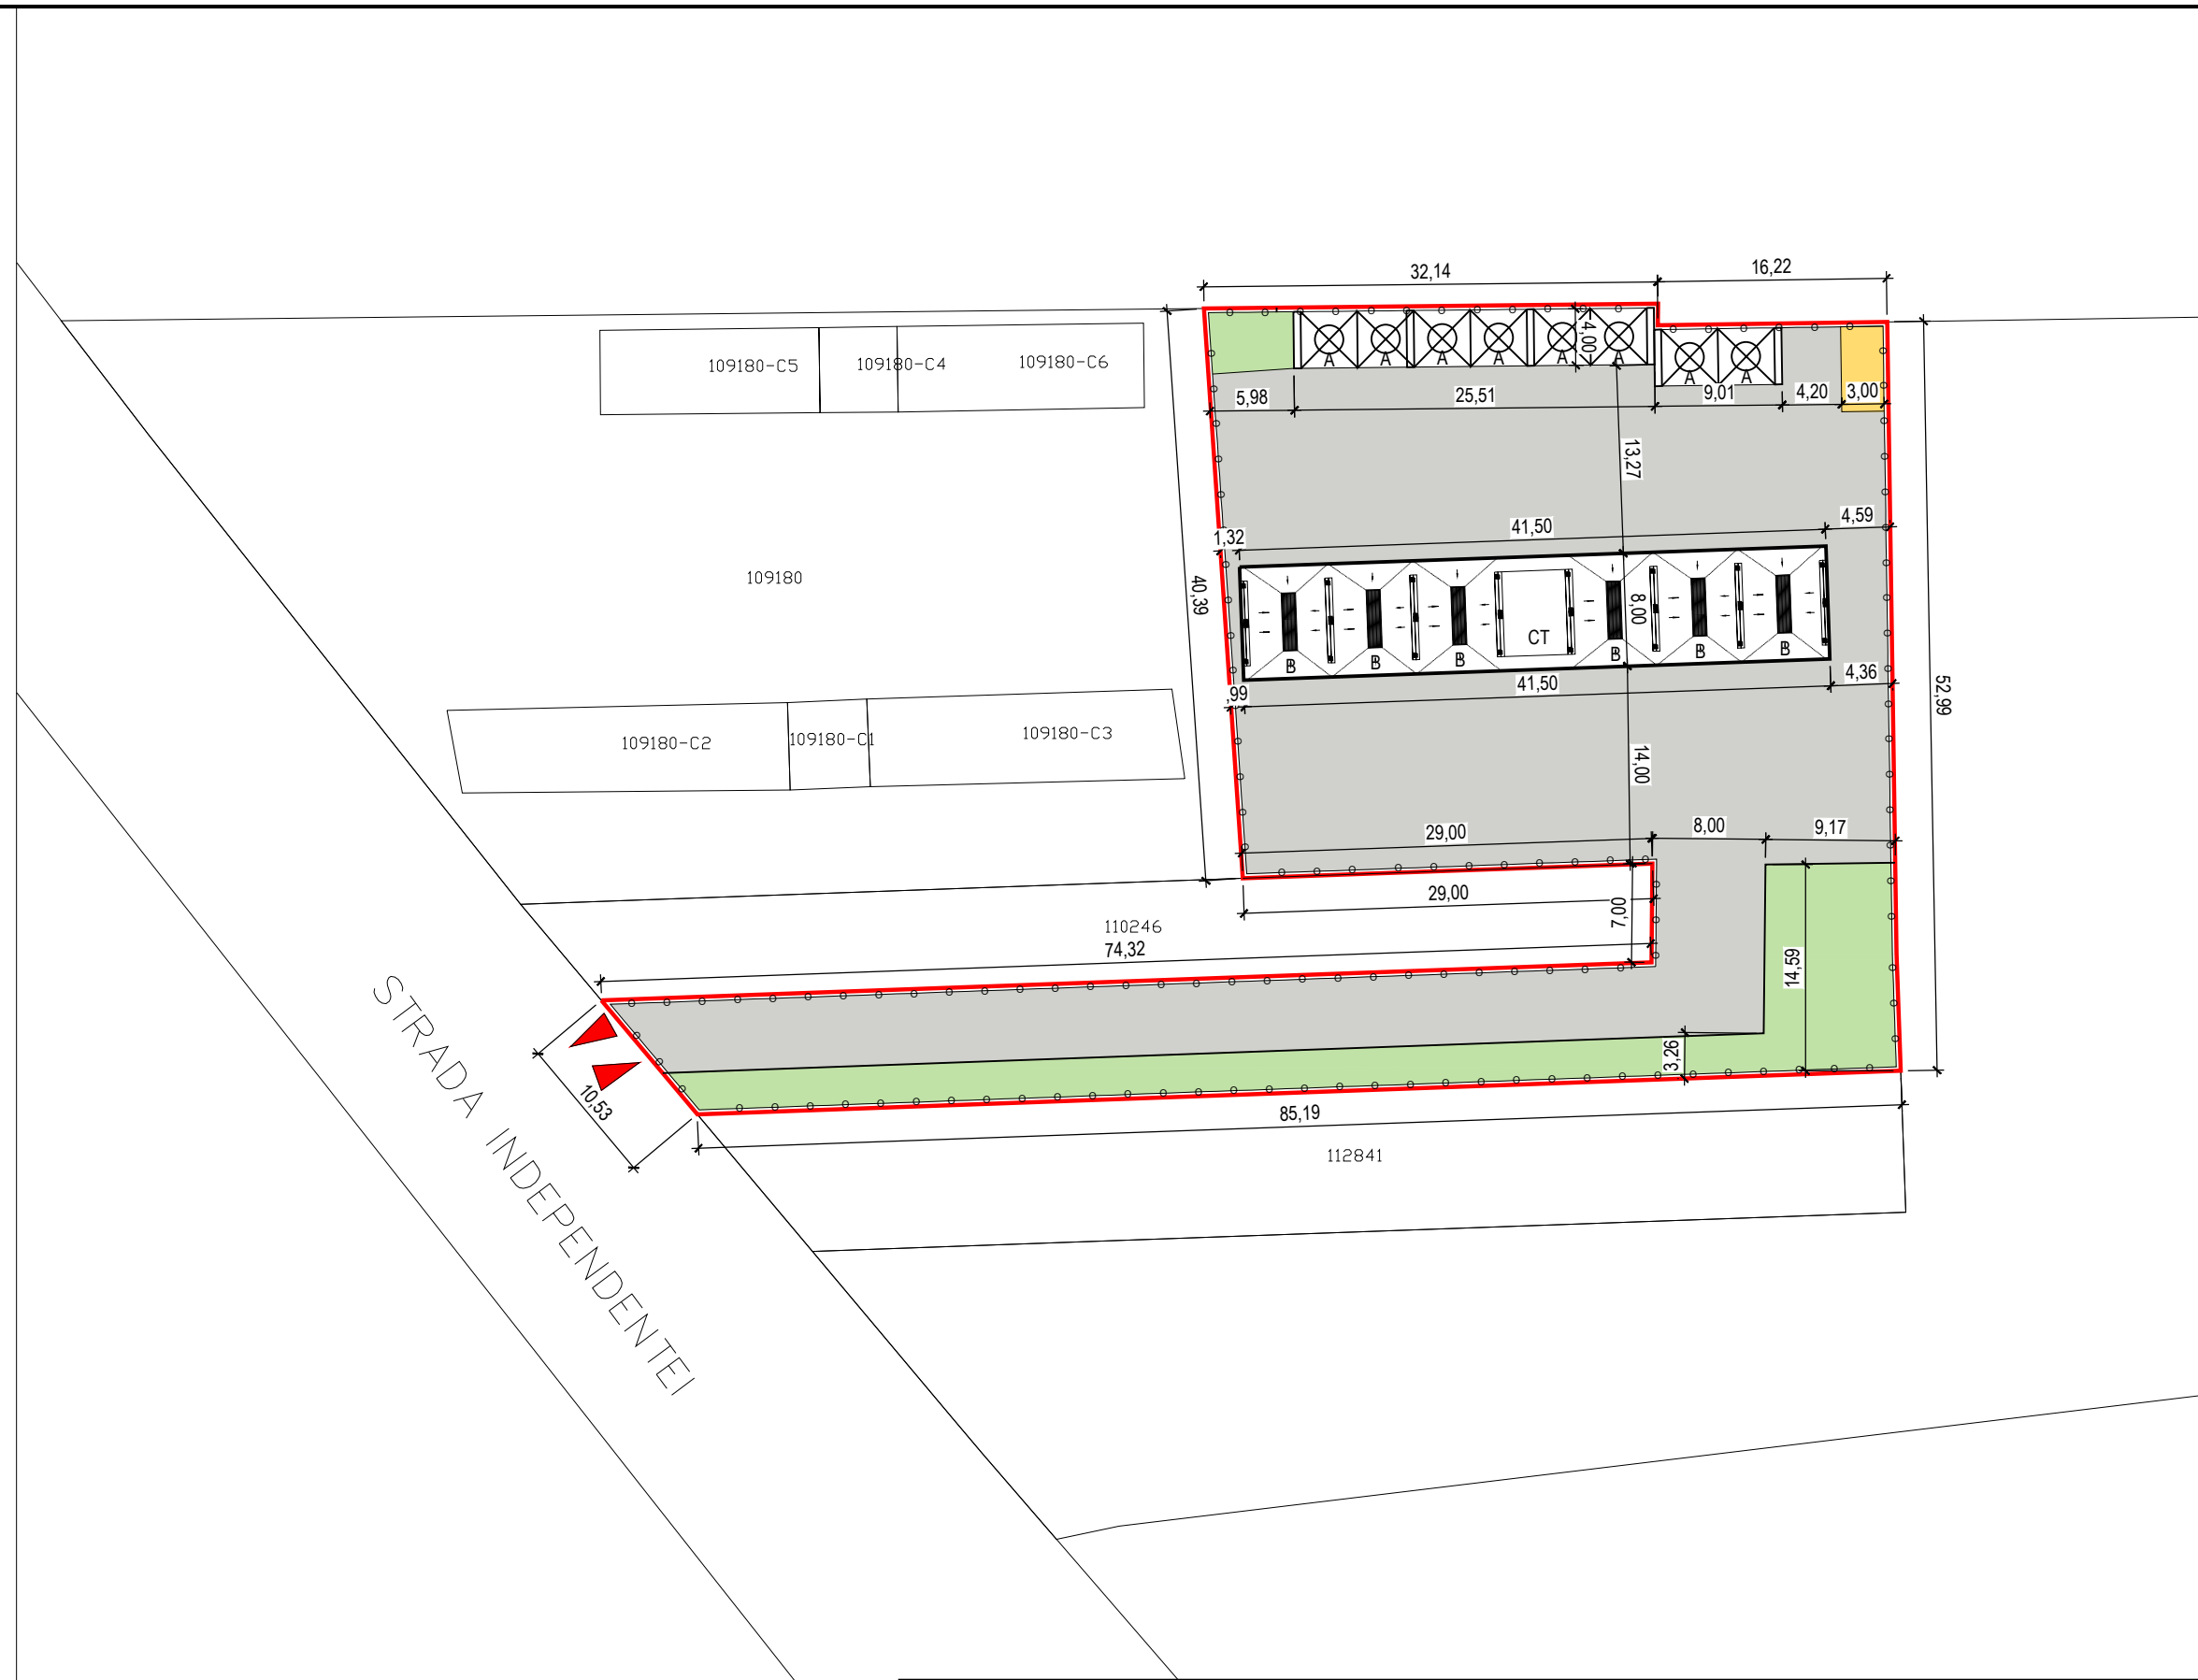 32,14
16,22
109180-C5
109180-C4
109180-C6
4,00
A
A
A
A
A
A
A
A
5,98
25,51
9,01
4,20
3,00
13,27
1,32
41,50
4,59
109180
40,39
8,00
CT
B
B
B
B
B
B
,99
41,50
4,36
52,99
109180-C2
109180-C1
109180-C3
14,00
29,00
8,00
9,17
29,00
7,00
110246
74,32
14,59
3,26
10,53
85,19
112841
STRADA INDEPENDENTEI